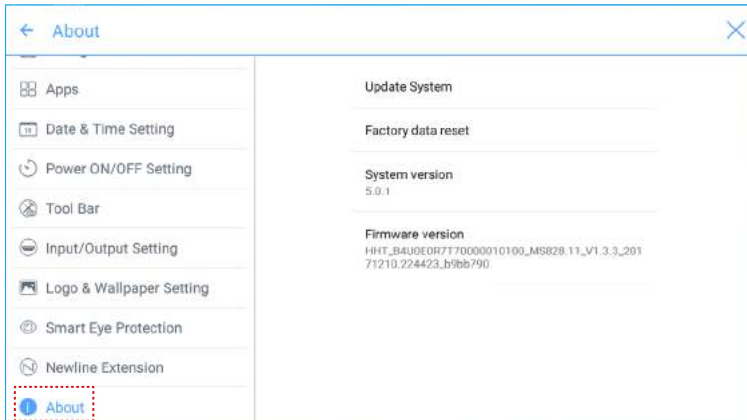 About
Apps
Date & Time Setting
Power ON/OFF Setting
Tool Bar
Input/Output Setting
Logo & Wallpaper Setting
Smart Eye Protection
Newline Extension
About
Update System
Factory data reset
System version
5.0.1
Firmware version
HHT_B4U0E0R7T70000010100_MS828.11_V1.3.3_201
71210.224423_b9bb790